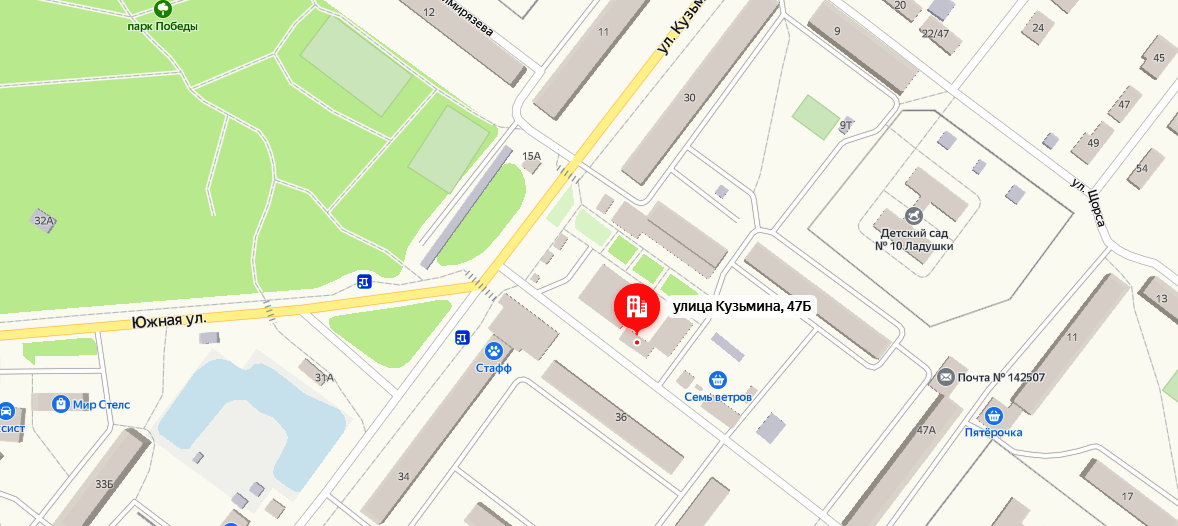 парк Победы
12
11
ул. Кузьм
20
22/47
24
9
45
30
47
9Т
49
54
15А
ул. Щорса
32А
Детский сад
№ 10 Ладушки
улица Кузьмина, 47Б
13
Южная ул.
11
Стафф
31А
Почта № 142507
Мир Стелс
Семь ветров
36
Пятёрочка
сист
47А
34
33Б
17